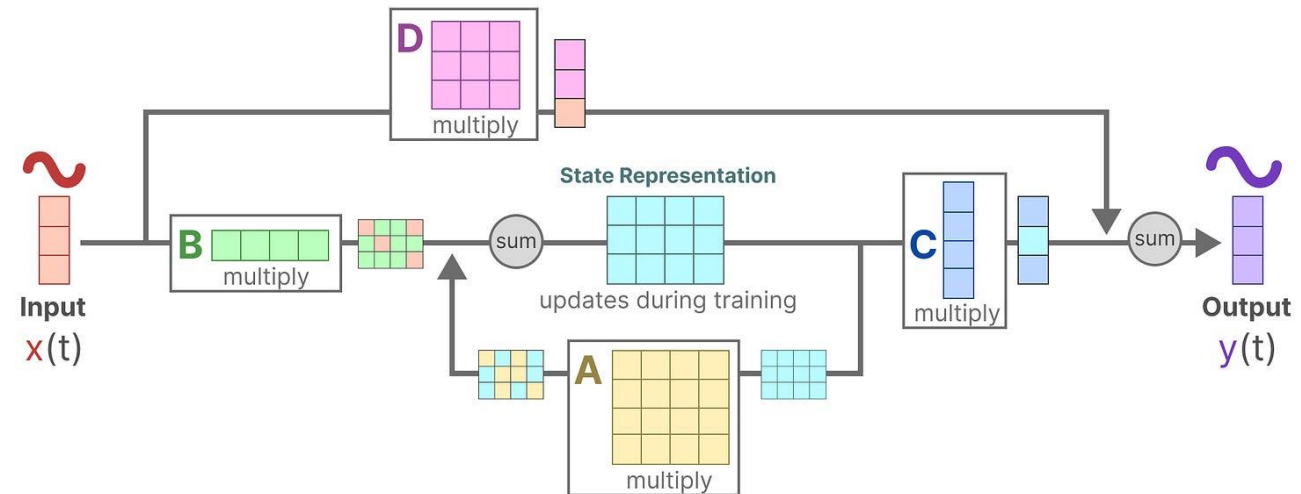 D
multiply
State Representation
B
multiply
sum
C
multiply
sum
updates during training
Input
x(t)
Output
y(t)
A
multiply